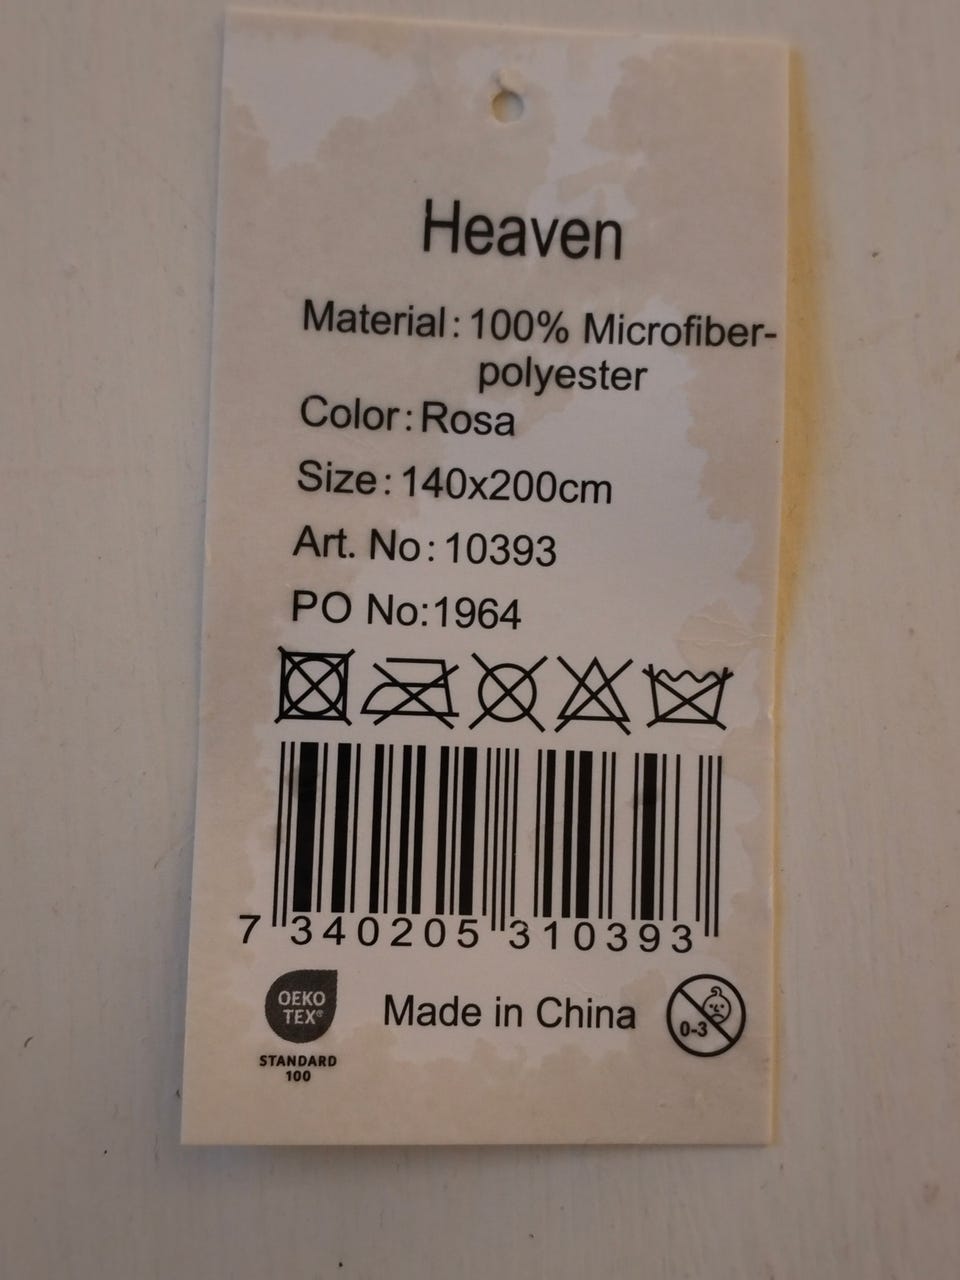 Heaven
Material: 100% Microfiber-
polyester
Color: Rosa
Size: 140x200cm
Art. No: 10393
PO No:1964
7 340205 310393
OEKO
TEX®
STANDARD
100
Made in China
0-3